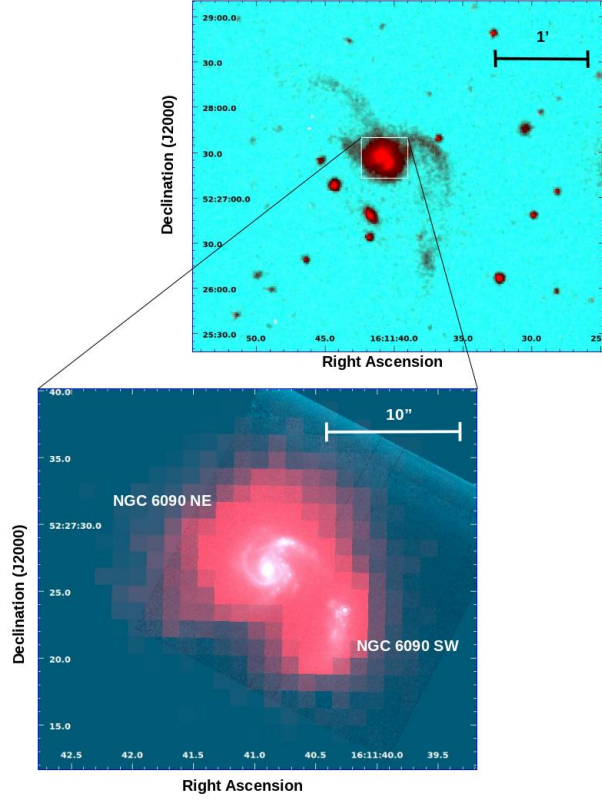 29:00.0
1'
30.0
28:00.0
30.0
52:27:00.0
30.0
26:00.0
25:30.0
Declination (J2000)
50.0 45.0 16:11:40.0 35.0 30.0 25
Right Ascension
40.0
10”
35.0
NGC 6090 NE
52:27:30.0
25.0
NGC 6090 SW
20.0
15.0
Declination (J2000)
42.5 42.0 41.5 41.0 40.5 16:11:40.0 39.5
Right Ascension